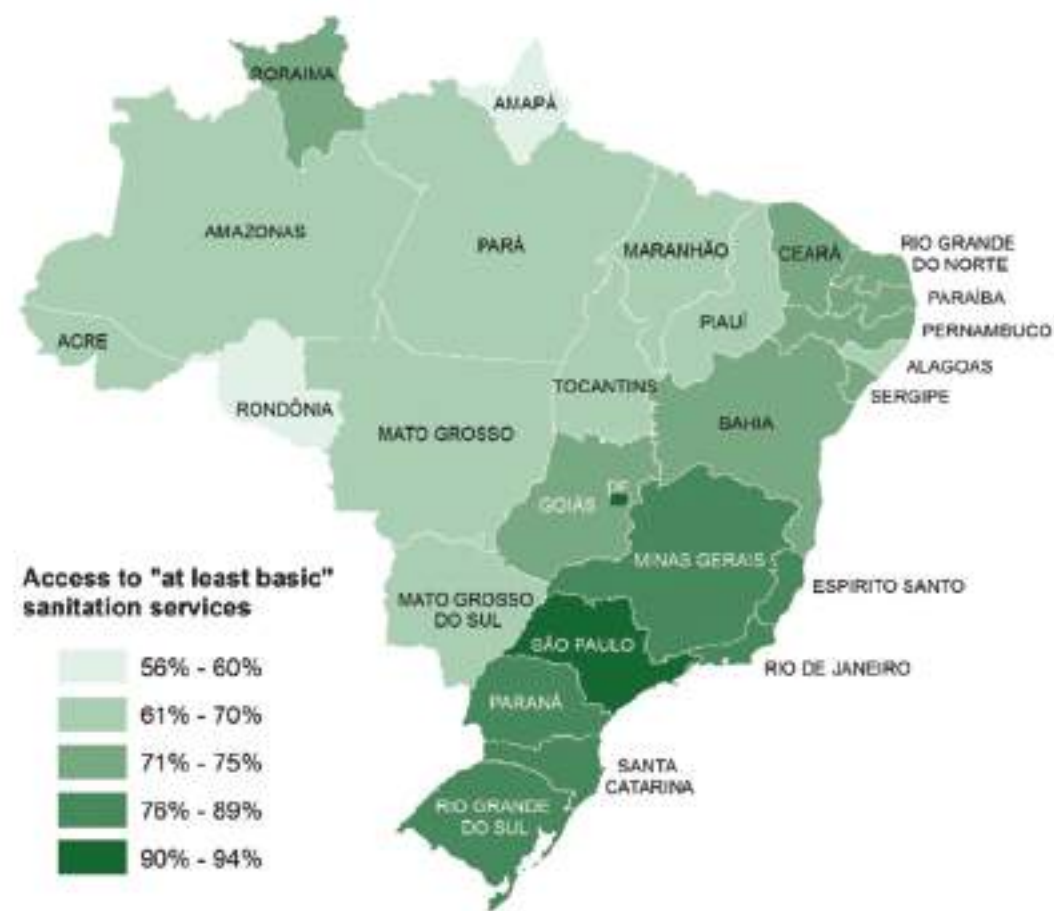 RORAIMA
AMAPÁ
AMAZONAS
PARÁ
MARANHÃO
CEARÁ
RIO GRANDE
DO NORTE
PARAÍBA
PERNAMBUCO
PIAUÍ
ACRE
ALAGOAS
SERGIPE
TOCANTINS
RONDÔNIA
BAHIA
MATO GROSSO
DF
GOIÁS
MINAS GERAIS
ESPIRITO SANTO
MATO GROSSO
DO SUL
SÃO PAULO
RIO DE JANEIRO
PARANÁ
SANTA
CATARINA
RIO GRANDE
DO SUL
Access to "at least basic"
sanitation services
56% - 60%
61% - 70%
71% - 75%
76% - 89%
90% - 94%